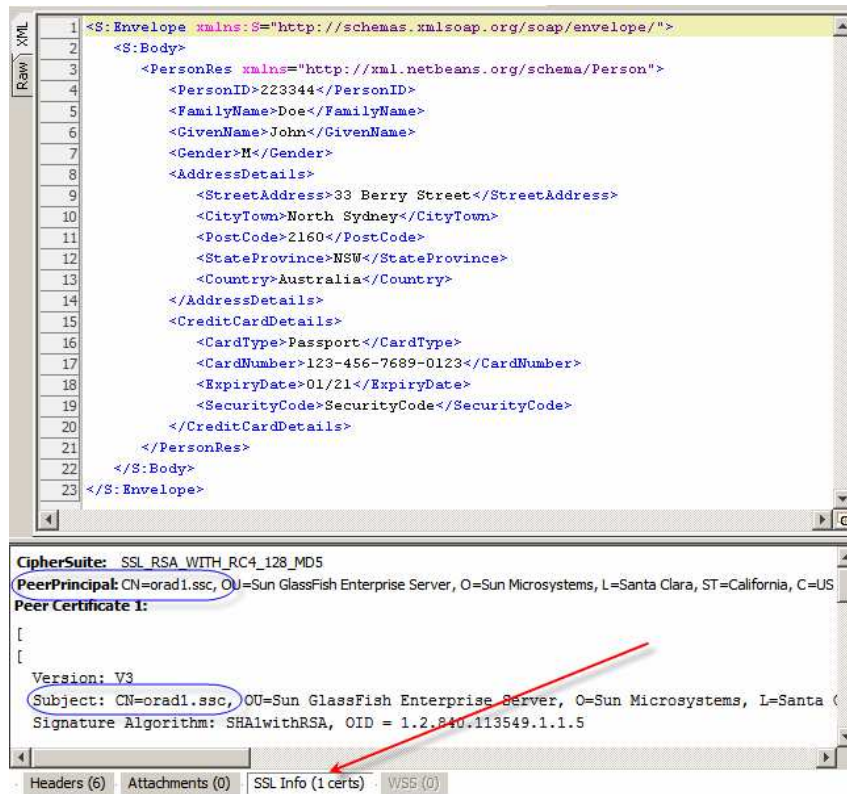 XML
Raw
1 <S:Envelope xmlns:S="http://schemas.xmlsoap.org/soap/envelope/">
2 <S:Body>
3 <PersonRes xmlns="http://xml.netbeans.org/schema/Person">
4 <PersonID>223344</PersonID>
5 <FamilyName>Doe</FamilyName>
6 <GivenName>John</GivenName>
7 <Gender>M</Gender>
8 <AddressDetails>
9 <StreetAddress>33 Berry Street</StreetAddress>
10 <CityTown>North Sydney</CityTown>
11 <PostCode>2160</PostCode>
12 <StateProvince>NSW</StateProvince>
13 <Country>Australia</Country>
14 </AddressDetails>
15 <CreditCardDetails>
16 <CardType>Passport</CardType>
17 <CardNumber>123-456-7689-0123</CardNumber>
18 <ExpiryDate>01/21</ExpiryDate>
19 <SecurityCode>SecurityCode</SecurityCode>
20 </CreditCardDetails>
21 </PersonRes>
22 </S:Body>
23 </S:Envelope>
CipherSuite: SSL_RSA_WITH_RC4_128_MD5
PeerPrincipal: CN=orad1.ssc, OU=Sun GlassFish Enterprise Server, O=Sun Microsystems, L=Santa Clara, ST=California, C=US
Peer Certificate 1:
[
[
Version: V3
Subject: CN=orad1.ssc, OU=Sun GlassFish Enterprise Server, O=Sun Microsystems, L=Santa
Signature Algorithm: SHA1withRSA, OID = 1.2.840.113549.1.1.5
Headers (6) Attachments (0) SSL Info (1 certs) WSS (0)